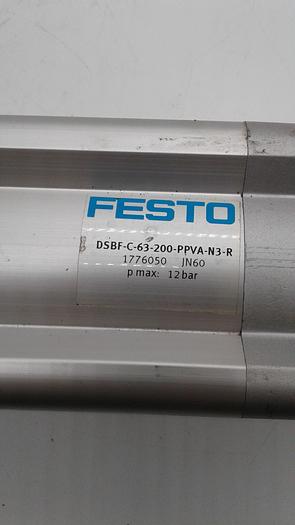 FESTO
DSBF-C-63-200-PPVA-N3-R
1776050 JN60
p max: 12 bar